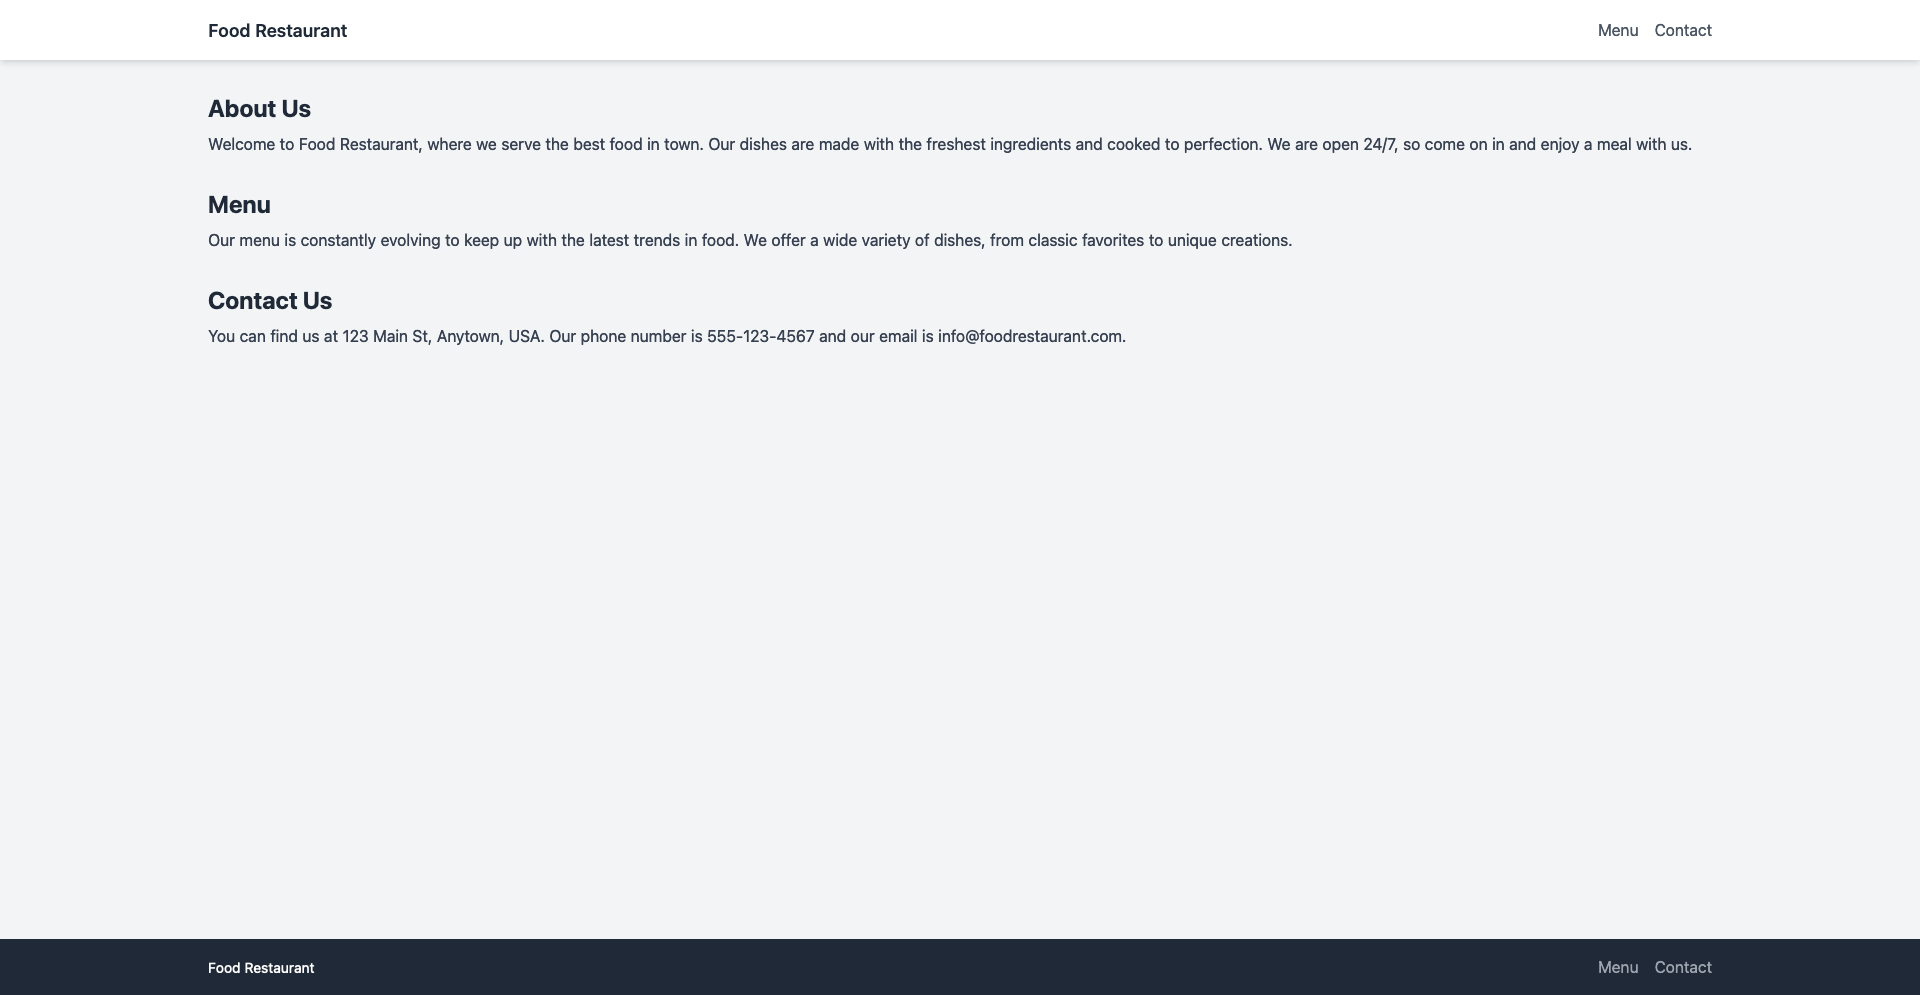 Food Restaurant
Menu Contact
About Us
Welcome to Food Restaurant, where we serve the best food in town. Our dishes are made with the freshest ingredients and cooked to perfection. We are open 24/7, so come on in and enjoy a meal with us.
Menu
Our menu is constantly evolving to keep up with the latest trends in food. We offer a wide variety of dishes, from classic favorites to unique creations.
Contact Us
You can find us at 123 Main St, Anytown, USA. Our phone number is 555-123-4567 and our email is info@foodrestaurant.com.
Food Restaurant
Menu Contact